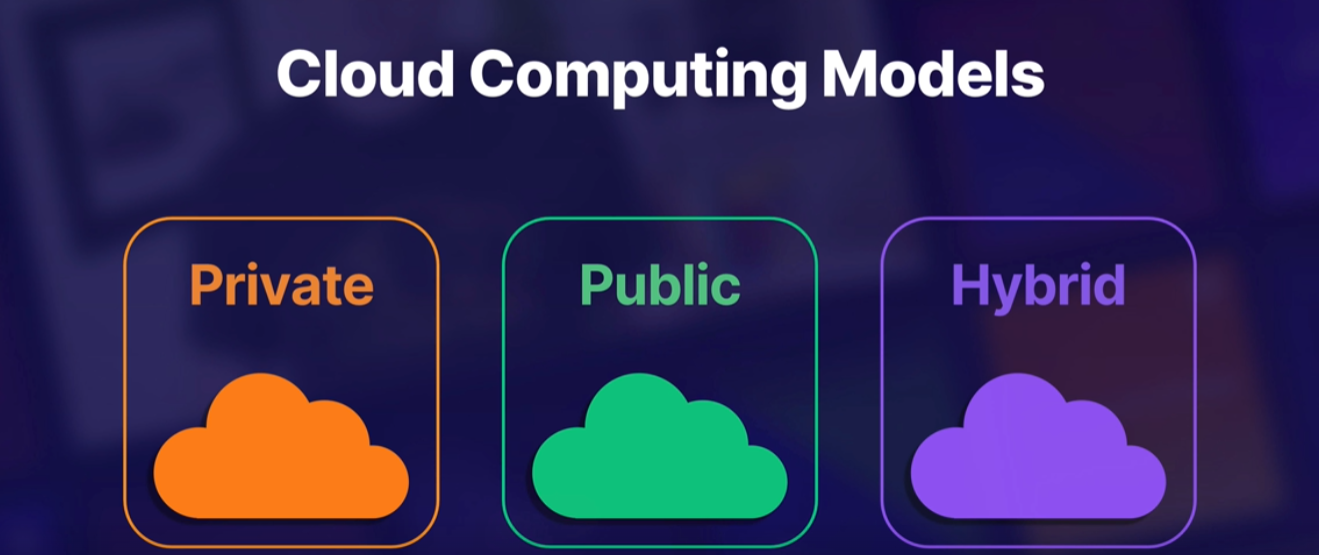 Cloud Computing Models
Private
Public
Hybrid